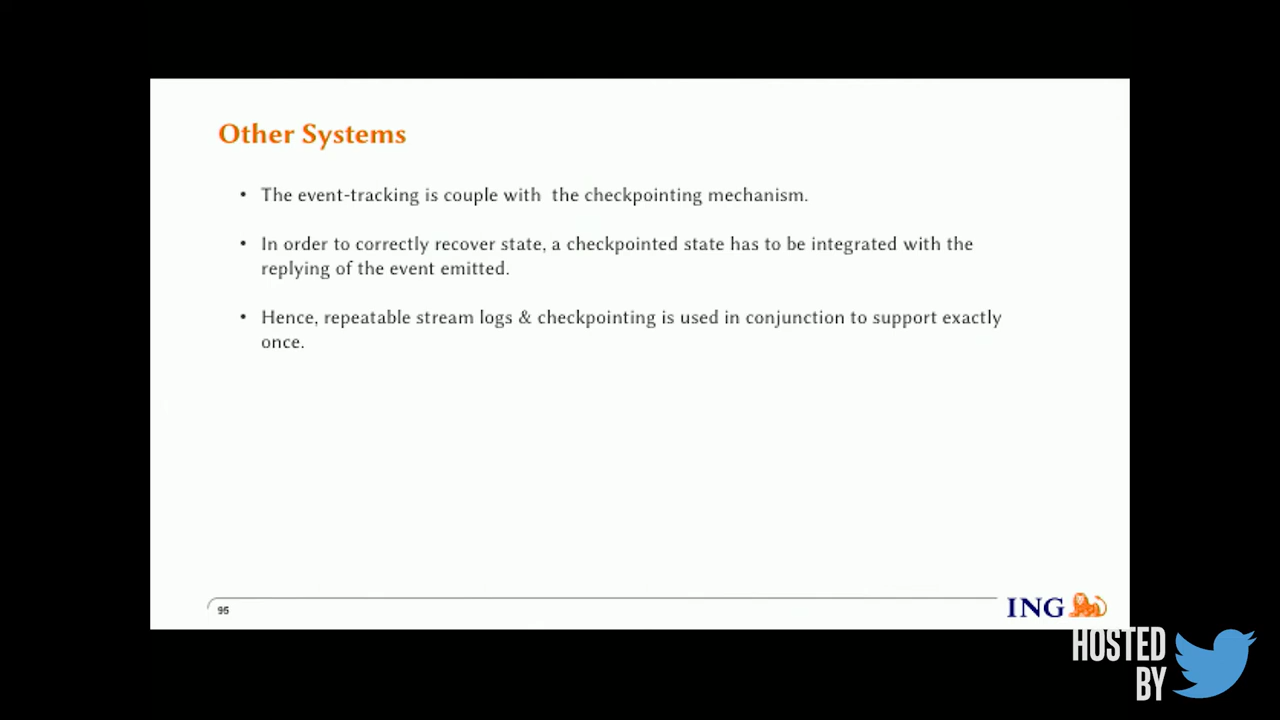 Other Systems
• The event-tracking is couple with  the checkpointing mechanism.
• In order to correctly recover state, a checkpointed state has to be integrated with the
replying of the event emitted.
• Hence, repeatable stream logs & checkpointing is used in conjunction to support exactly
once.
95
ING
HOSTED
BY